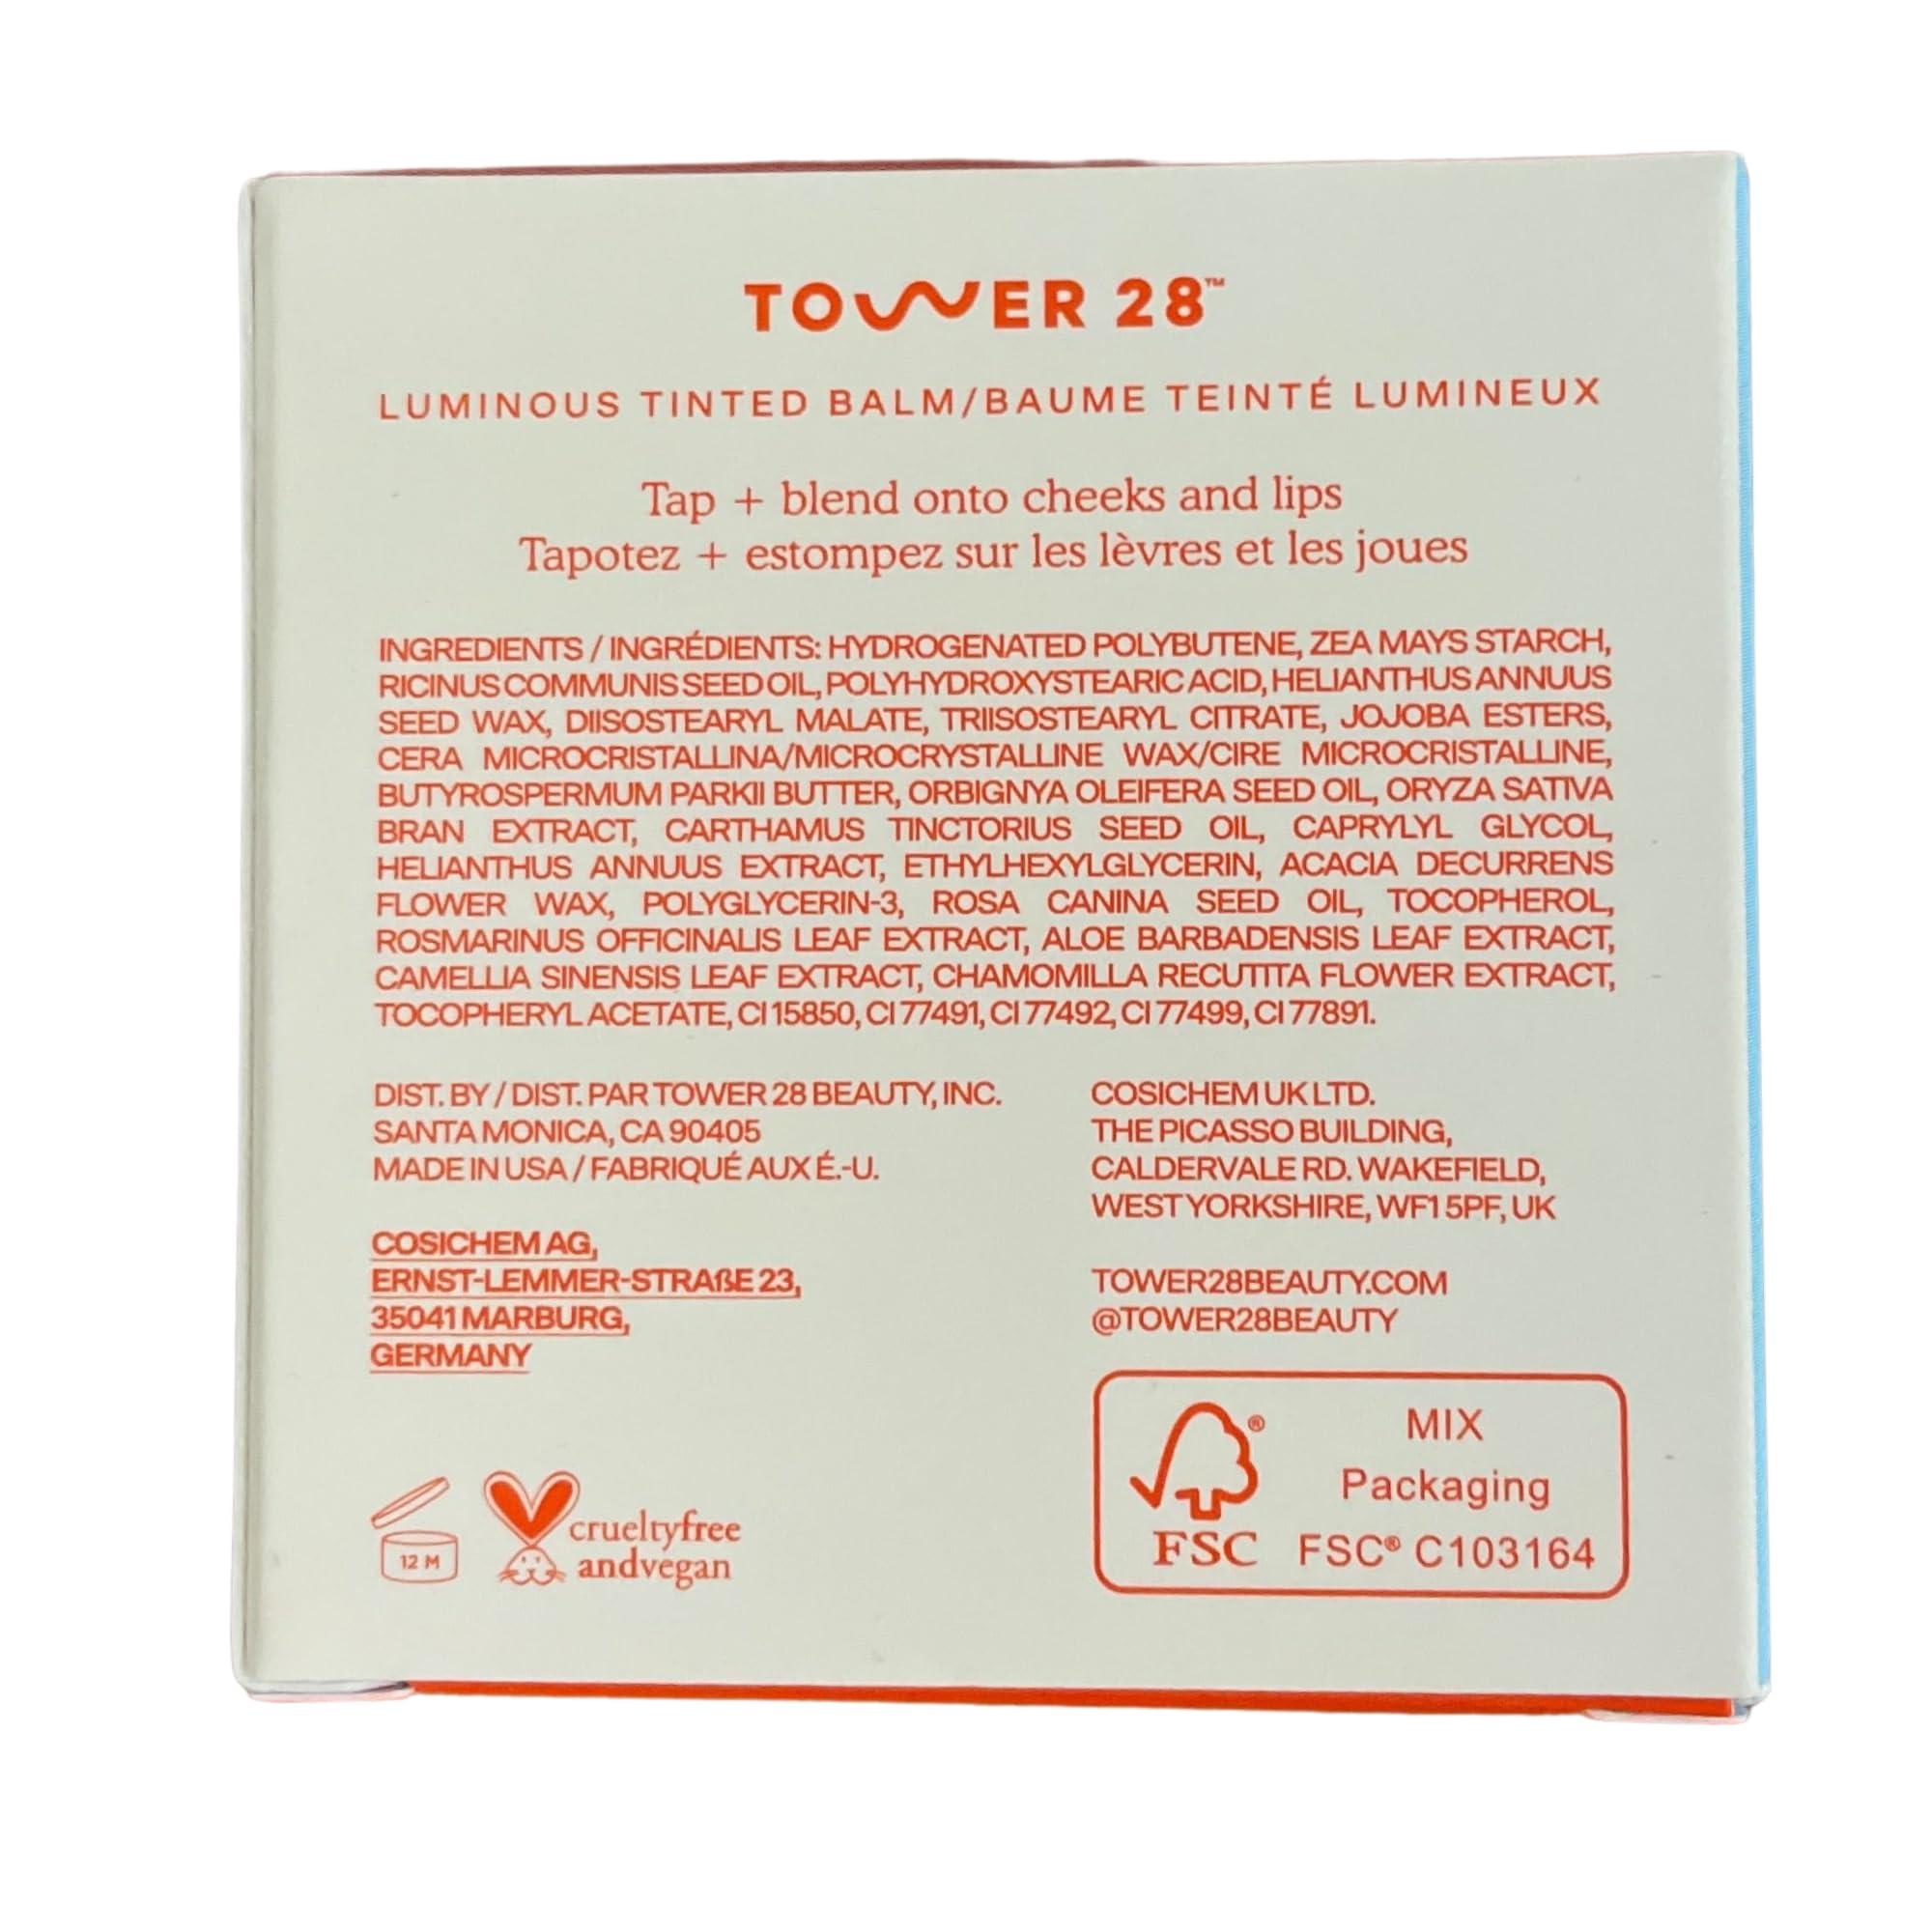 TOWER 28™
LUMINOUS TINTED BALM/BAUME TEINTÉ LUMINEUX
Tap + blend onto cheeks and lips
Tapotez + estompez sur les lèvres et les joues
INGREDIENTS / INGRÉDIENTS: HYDROGENATED POLYBUTENE, ZEA MAYS STARCH,
RICINUS COMMUNIS SEED OIL, POLYHYDROXYSTEARIC ACID, HELIANTHUS ANNUUS
SEED WAX, DIISOSTEARYL MALATE, TRIISOSTEARYL CITRATE, JOJOBA ESTERS,
CERA MICROCRISTALLINA/MICROCRYSTALLINE WAX/CIRE MICROCRISTALLINE,
BUTYROSPERMUM PARKII BUTTER, ORBIGNYA OLEIFERA SEED OIL, ORYZA SATIVA
BRAN EXTRACT, CARTHAMUS TINCTORIUS SEED OIL, CAPRYLYL GLYCOL,
HELIANTHUS ANNUUS EXTRACT, ETHYLHEXYLGLYCERIN, ACACIA DECURRENS
FLOWER WAX, POLYGLYCERIN-3, ROSA CANINA SEED OIL, TOCOPHEROL,
ROSMARINUS OFFICINALIS LEAF EXTRACT, ALOE BARBADENSIS LEAF EXTRACT,
CAMELLIA SINENSIS LEAF EXTRACT, CHAMOMILLA RECUTITA FLOWER EXTRACT,
TOCOPHERYL ACETATE, CI 15850, CI 77491, CI 77492, CI 77499, CI 77891.
DIST. BY / DIST. PAR TOWER 28 BEAUTY, INC.
SANTA MONICA, CA 90405
MADE IN USA / FABRIQUÉ AUX É.-U.
COSICHEM AG,
ERNST-LEMMER-STRAßE 23,
35041 MARBURG,
GERMANY
COSICHEM UK LTD.
THE PICASSO BUILDING,
CALDERVALE RD. WAKEFIELD,
WEST YORKSHIRE, WF1 5PF, UK
TOWER28BEAUTY.COM
@TOWER28BEAUTY
12 M
crueltyfree
andvegan
®
FSC
MIX
Packaging
FSC® C103164